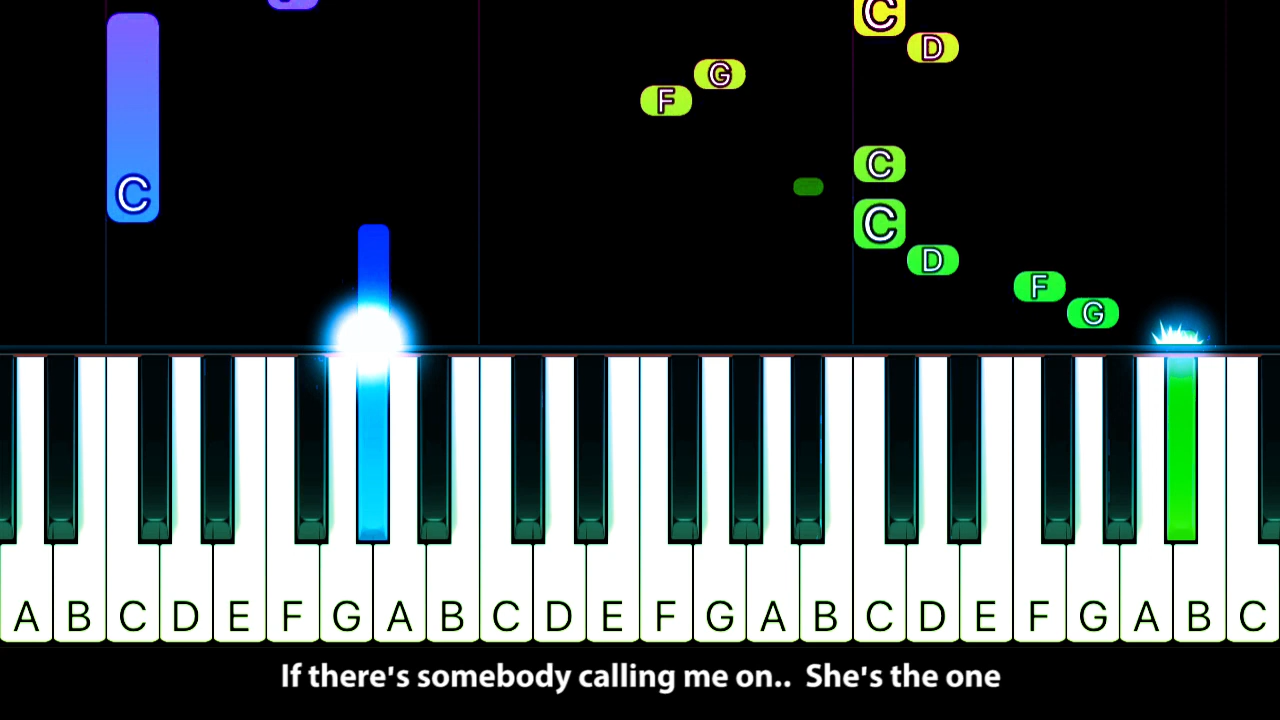 C
D
G
F
C
C
C
D
F
G
A B C D E F G A B C D E F G A B C D E F G A B C
If there's somebody calling me on.. She's the one